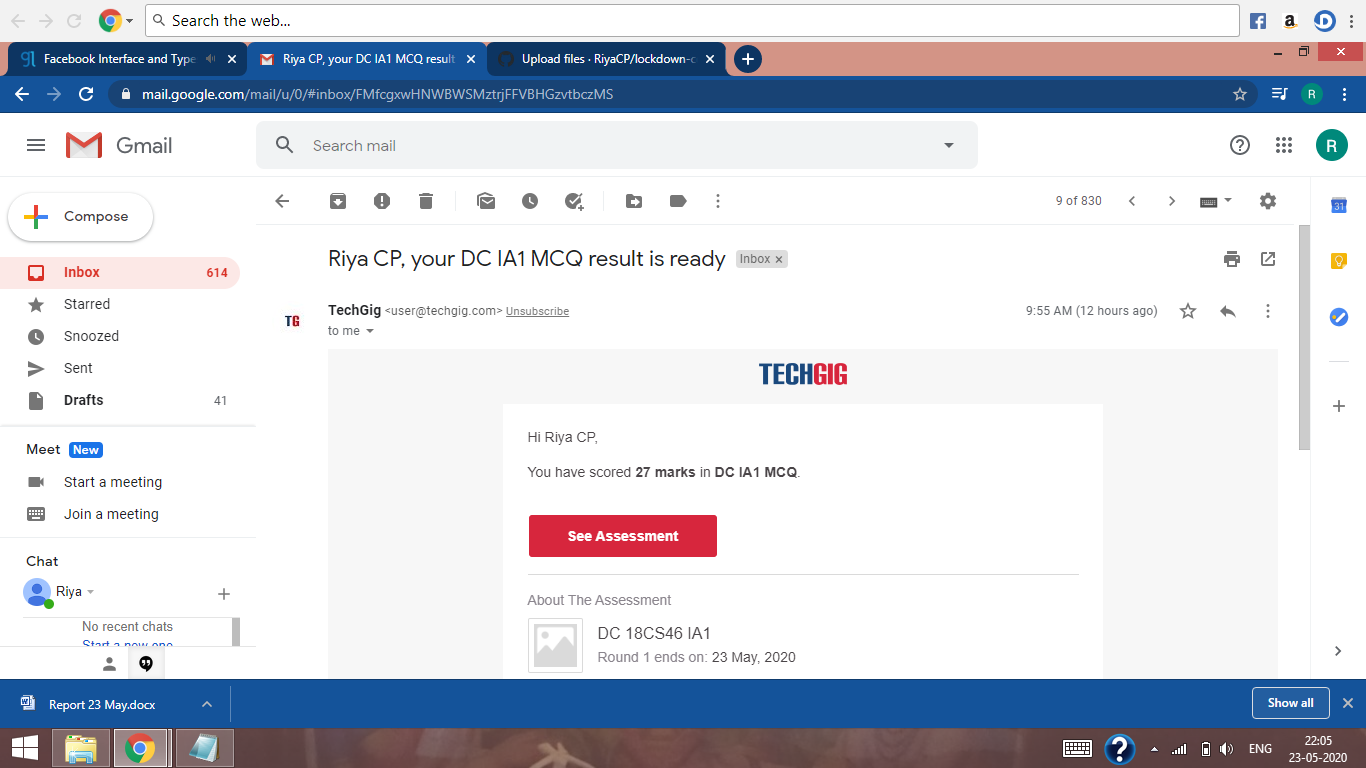 Search the web...
Facebook Interface and Type
Riya CP, your DC IA1 MCQ result
Upload files · RiyaCP/lockdown-c
mail.google.com/mail/u/0/#inbox/FMfcgxwHNWBWSMztrjFFVBHGzvtbczMS
R
Gmail
Search mail
R
Compose
9 of 830
31
Inbox 614
Starred
Snoozed
Sent
Drafts 41
Riya CP, your DC IA1 MCQ result is ready Inbox x
TG
TechGig <user@techgig.com> Unsubscribe 9:55 AM (12 hours ago)
to me
TECHGIG
Hi Riya CP,
You have scored 27 marks in DC IA1 MCQ.
See Assessment
About The Assessment
DC 18CS46 IA1
Round 1 ends on: 23 May, 2020
Meet New
Start a meeting
Join a meeting
Chat
Riya
No recent chats
Start a new one
Report 23 May.docx
Show all
ENG
22:05
23-05-2020